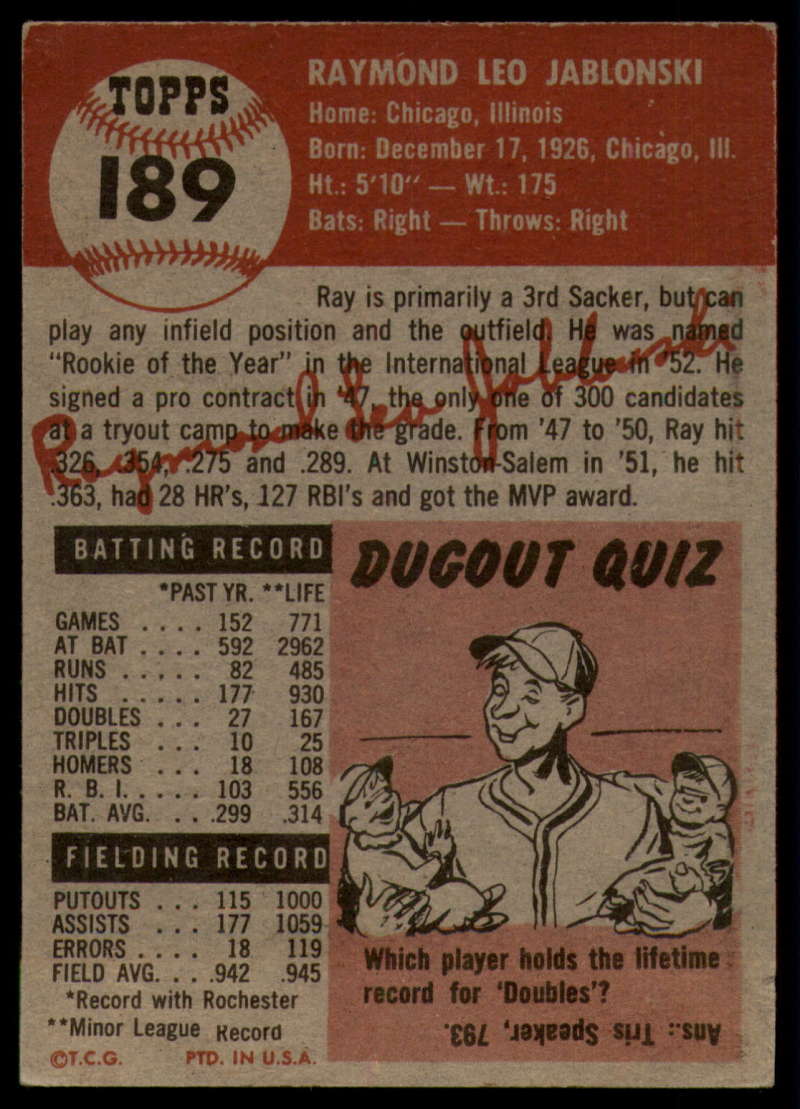 TOPPS
189
RAYMOND LEO JABLONSKI
Home: Chicago, Illinois
Born: December 17, 1926, Chicago, Ill.
Ht.: 5'10" — Wt.: 175
Bats: Right — Throws: Right
Ray is primarily a 3rd Sacker, but can
play any infield position and the outfield. He was named
"Rookie of the Year" in the International League in '52. He
signed a pro contract in '47, the only one of 300 candidates
at a tryout camp to make the grade. From '47 to '50, Ray hit
.326, .354, .275 and .289. At Winston-Salem in '51, he hit
.363, had 28 HR's, 127 RBI's and got the MVP award.
Raymond Leo Jablonski
BATTING RECORD
*PAST YR. **LIFE
GAMES . . . . 152 771
AT BAT . . . . 592 2962
RUNS . . . . . 82 485
HITS . . . . . 177 930
DOUBLES . . . 27 167
TRIPLES . . . 10 25
HOMERS . . . 18 108
R. B. I. . . . . 103 556
BAT. AVG. . . .299 .314
FIELDING RECORD
PUTOUTS . . . 115 1000
ASSISTS . . . 177 1059
ERRORS . . . . 18 119
FIELD AVG. . . .942 .945
*Record with Rochester
**Minor League Record
©T.C.G. PTD. IN U.S.A.
DUGOUT QUIZ
Which player holds the lifetime
record for 'Doubles'?
Ans.: Tris Speaker, 793.